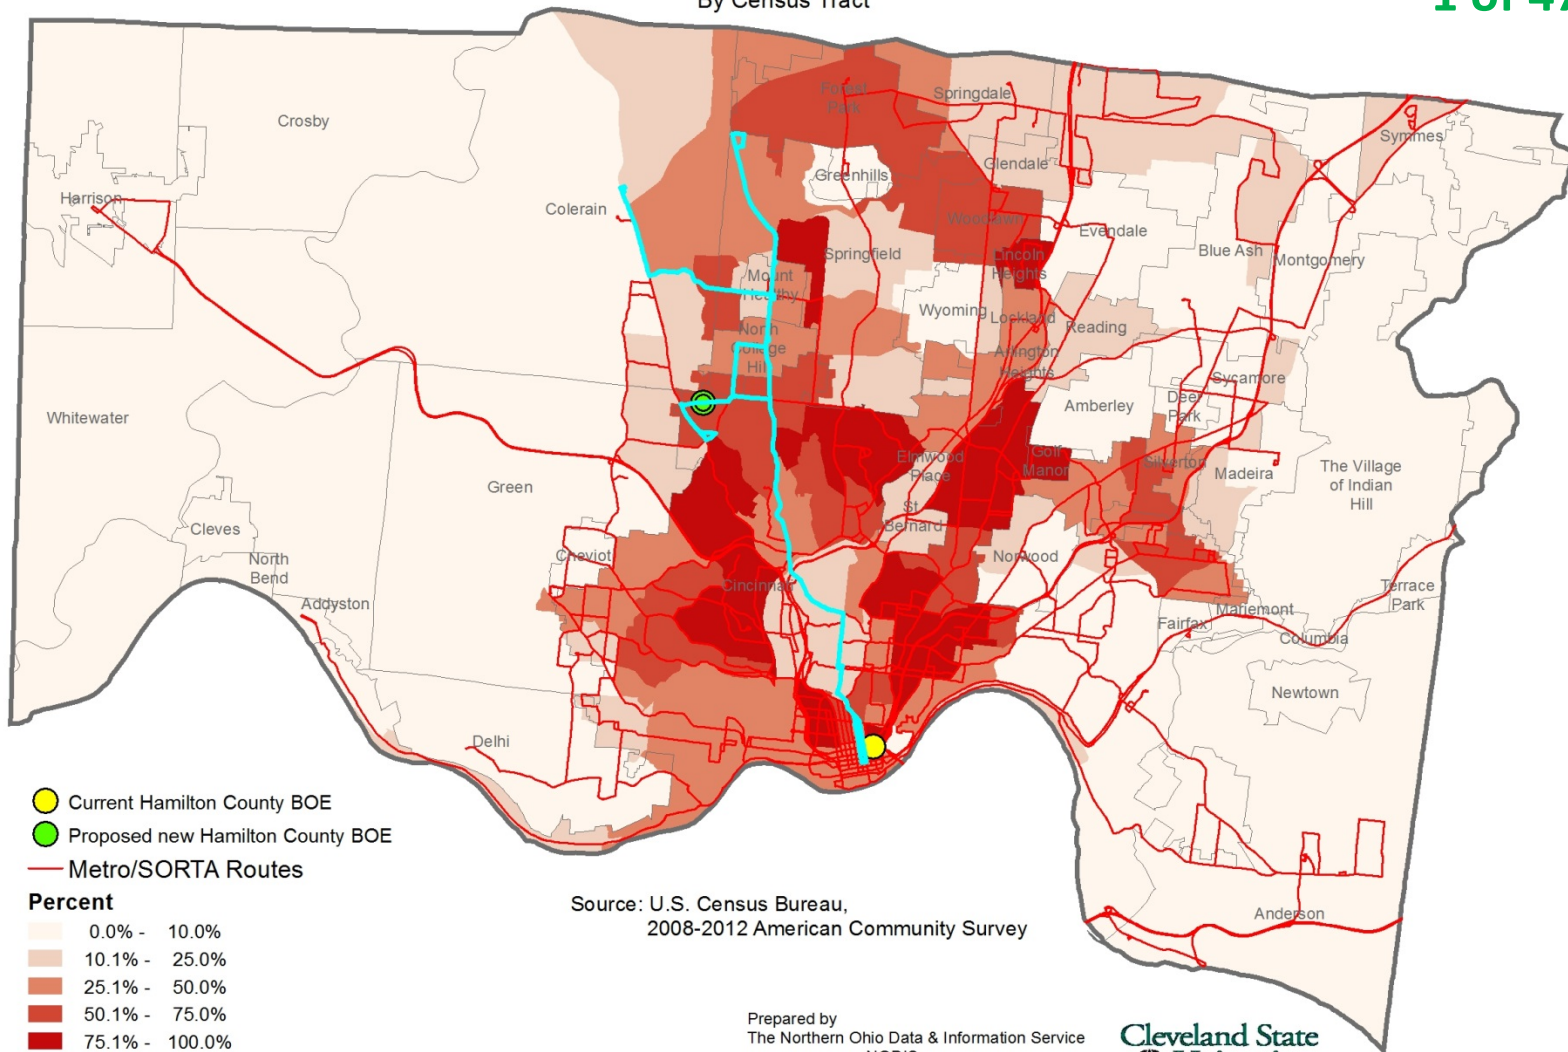 By Census Tract
1 of 47
Forest
Park
Springdale
Crosby
Symmes
Glendale
Greenhills
Harrison
Colerain
Woodlawn
Evendale
Springfield
Blue Ash
Montgomery
Lincoln
Heights
Mount
Healthy
Wyoming
Lockland
Reading
North
College
Hill
Arlington
Heights
Sycamore
Whitewater
Amberley
Deer
Park
Elmwood
Place
Golf
Manor
Silverton
Madeira
The Village
of Indian
Hill
Green
St
Bernard
Cleves
North
Bend
Cheviot
Norwood
Cincinnati
Terrace
Park
Addyston
Mariemont
Fairfax
Columbia
Newtown
Delhi
Anderson
Current Hamilton County BOE
Proposed new Hamilton County BOE
Metro/SORTA Routes
Percent
0.0% - 10.0%
10.1% - 25.0%
25.1% - 50.0%
50.1% - 75.0%
75.1% - 100.0%
Source: U.S. Census Bureau,
2008-2012 American Community Survey
Prepared by
The Northern Ohio Data & Information Service
Cleveland State